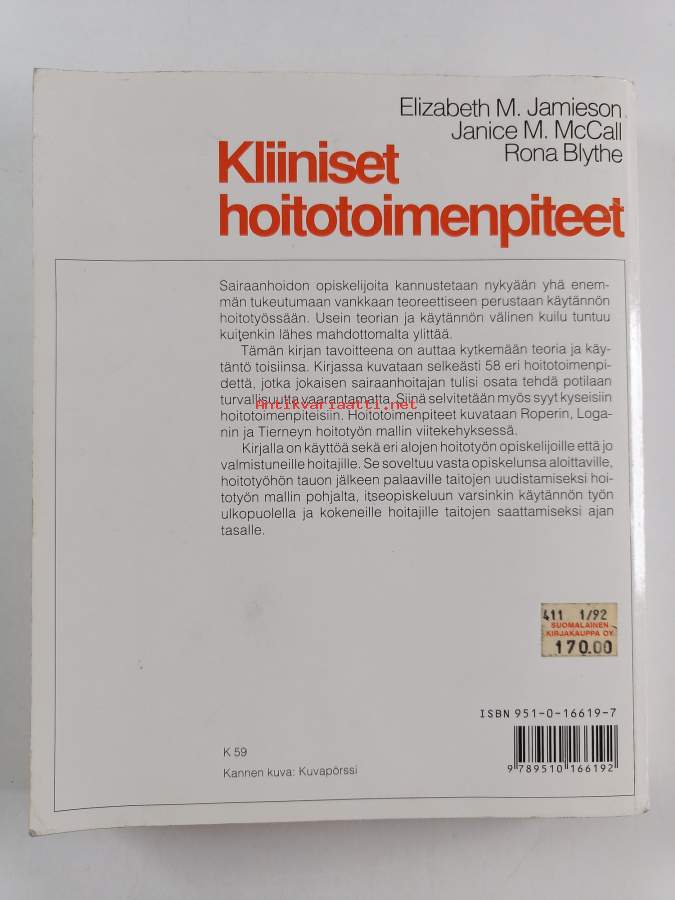 Elizabeth M. Jamieson
Janice M. McCall
Rona Blythe
Kliiniset
hoitotoimenpiteet
Sairaanhoidon opiskelijoita kannustetaan nykyään yhä enem-
män tukeutumaan vankkaan teoreettiseen perustaan käytännön
hoitotyössään. Usein teorian ja käytännön välinen kuilu tuntuu
kuitenkin lähes mahdottomalta ylittää.
Tämän kirjan tavoitteena on auttaa kytkemään teoria ja käy-
täntö toisiinsa. Kirjassa kuvataan selkeästi 58 eri hoitotoimenpi-
dettä, jotka jokaisen sairaanhoitajan tulisi osata tehdä potilaan
turvallisuutta vaarantamatta. Siinä selvitetään myös syyt kyseisiin
Antikvariaatti.net
hoitotoimenpiteisiin. Hoitotoimenpiteet kuvataan Roperin, Loga-
nin ja Tierneyn hoitotyön mallin viitekehyksessä.
Kirjalla on käyttöä sekä eri alojen hoitotyön opiskelijoille että jo
valmistuneille hoitajille. Se soveltuu vasta opiskelunsa aloittaville,
hoitotyöhön tauon jälkeen palaaville taitojen uudistamiseksi hoi-
totyön mallin pohjalta, itseopiskeluun varsinkin käytännön työn
ulkopuolella ja kokeneille hoitajille taitojen saattamiseksi ajan
tasalle.
411 1/92
SUOMALAINEN
KIRJAKAUPPA OY
170.00
ISBN 951-0-16619-7
9 789510 166192
K 59
Kannen kuva: Kuvapörssi